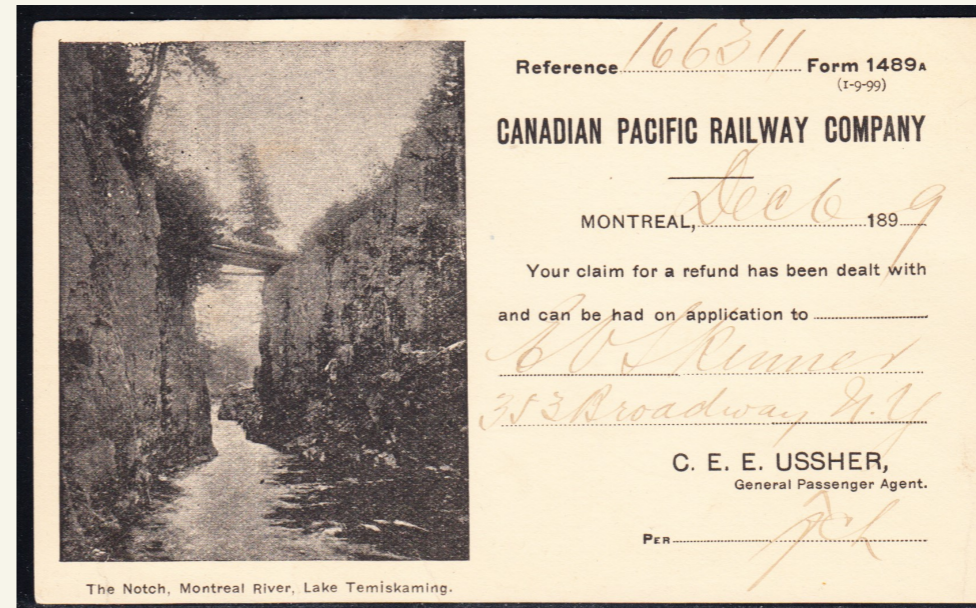 Reference 166311 Form 1489A
(1-9-99)
CANADIAN PACIFIC RAILWAY COMPANY
MONTREAL, Dec 6 1899
Your claim for a refund has been dealt with
and can be had on application to
Skinner
353 Broadway N.Y
C. E. E. USSHER,
General Passenger Agent.
PER
The Notch, Montreal River, Lake Temiskaming.